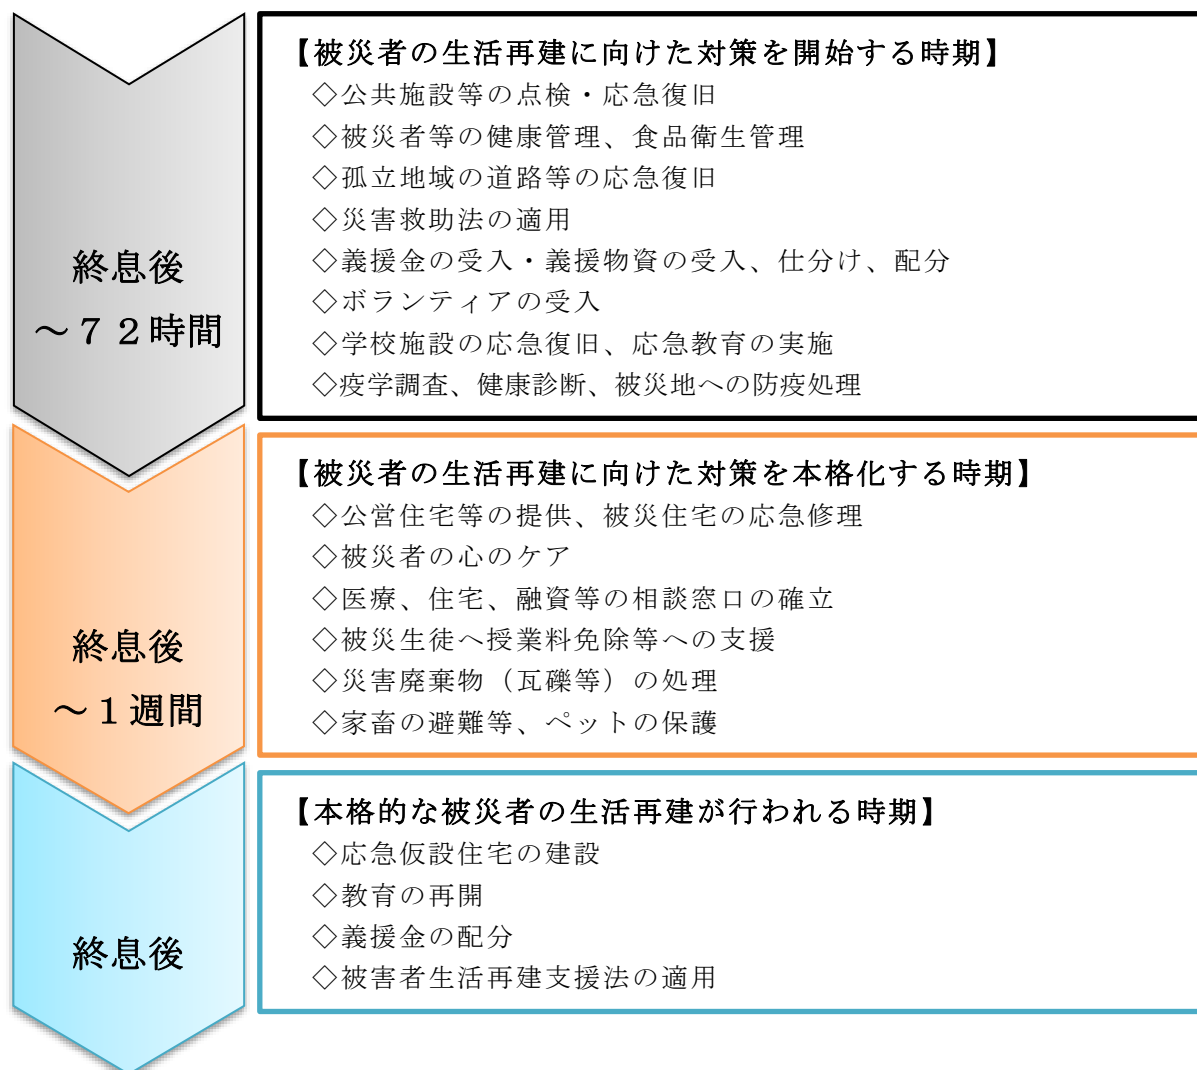 終息後
～７２時間
【被災者の生活再建に向けた対策を開始する時期】
◇公共施設等の点検・応急復旧
◇被災者等の健康管理、食品衛生管理
◇孤立地域の道路等の応急復旧
◇災害救助法の適用
◇義援金の受入・義援物資の受入、仕分け、配分
◇ボランティアの受入
◇学校施設の応急復旧、応急教育の実施
◇疫学調査、健康診断、被災地への防疫処理
終息後
～１週間
【被災者の生活再建に向けた対策を本格化する時期】
◇公営住宅等の提供、被災住宅の応急修理
◇被災者の心のケア
◇医療、住宅、融資等の相談窓口の確立
◇被災生徒へ授業料免除等への支援
◇災害廃棄物（瓦礫等）の処理
◇家畜の避難等、ペットの保護
終息後
【本格的な被災者の生活再建が行われる時期】
◇応急仮設住宅の建設
◇教育の再開
◇義援金の配分
◇被害者生活再建支援法の適用